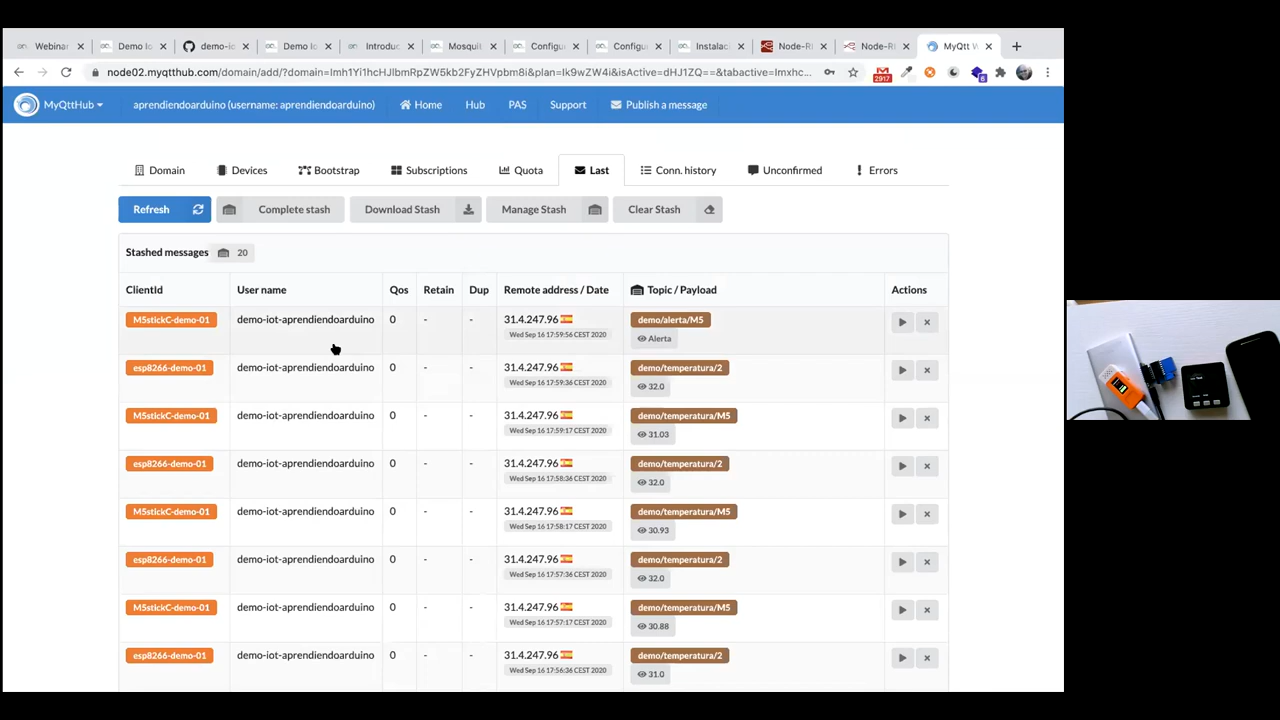 Webinar
Demo Io
demo-io
Demo Io
Introduc
Mosquit
Configu
Configu
Instalac
Node-RE
Node-RE
MyQtt W
node02.myqtthub.com/domain/add/?domain=
2917
6
MyQttHub
aprendiendoarduino (username: aprendiendoarduino)
Home
Hub
PAS
Support
Publish a message
Domain
Devices
Bootstrap
Subscriptions
Quota
Last
Conn. history
Unconfirmed
Errors
Refresh
Complete stash
Download Stash
Manage Stash
Clear Stash
Stashed messages 20
ClientId User name Qos Retain Dup Remote address / Date Topic / Payload Actions
M5stickC-demo-01 demo-iot-aprendiendoarduino 0 - - 31.4.247.96 demo/alerta/M5
Wed Sep 16 17:59:56 CEST 2020 Alerta
esp8266-demo-01 demo-iot-aprendiendoarduino 0 - - 31.4.247.96 demo/temperatura/2
Wed Sep 16 17:59:36 CEST 2020 32.0
M5stickC-demo-01 demo-iot-aprendiendoarduino 0 - - 31.4.247.96 demo/temperatura/M5
Wed Sep 16 17:59:17 CEST 2020 31.03
esp8266-demo-01 demo-iot-aprendiendoarduino 0 - - 31.4.247.96 demo/temperatura/2
Wed Sep 16 17:58:36 CEST 2020 32.0
M5stickC-demo-01 demo-iot-aprendiendoarduino 0 - - 31.4.247.96 demo/temperatura/M5
Wed Sep 16 17:58:17 CEST 2020 30.93
esp8266-demo-01 demo-iot-aprendiendoarduino 0 - - 31.4.247.96 demo/temperatura/2
Wed Sep 16 17:57:36 CEST 2020 32.0
M5stickC-demo-01 demo-iot-aprendiendoarduino 0 - - 31.4.247.96 demo/temperatura/M5
Wed Sep 16 17:57:17 CEST 2020 30.88
esp8266-demo-01 demo-iot-aprendiendoarduino 0 - - 31.4.247.96 demo/temperatura/2
Wed Sep 16 17:56:36 CEST 2020 31.0